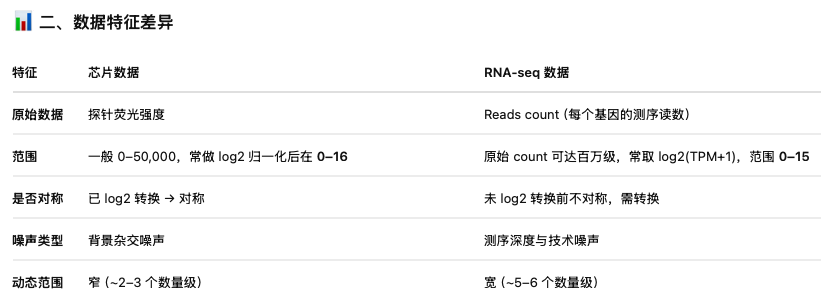 📊 二、数据特征差异
特征 芯片数据 RNA-seq 数据
原始数据 探针荧光强度 Reads count (每个基因的测序读数)
范围 一般 0–50,000，常做 log2 归一化后在 0–16 原始 count 可达百万级，常取 log2(TPM+1)，范围 0–15
是否对称 已 log2 转换 → 对称 未 log2 转换前不对称，需转换
噪声类型 背景杂交噪声 测序深度与技术噪声
动态范围 窄 (~2–3 个数量级) 宽 (~5–6 个数量级)